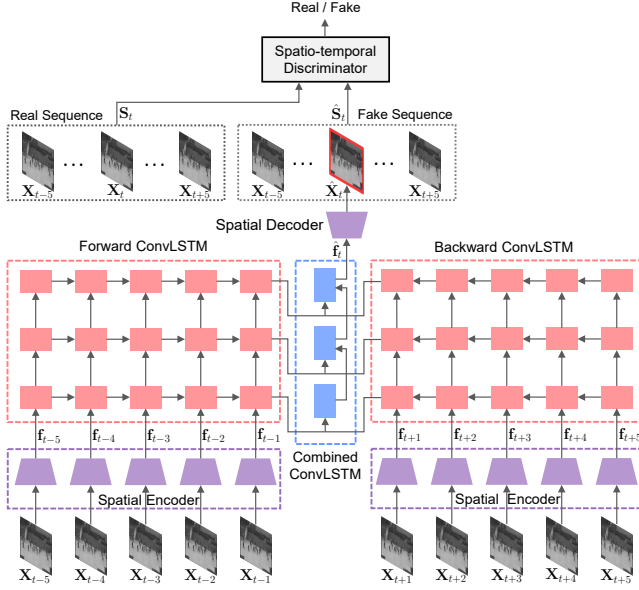 Real / Fake
Spatio-temporal
Discriminator
Real Sequence
S_t
Ŝ_t
Fake Sequence
... ...
... ...
X_{t-5} X_t X_{t+5}
X_{t-5} X̂_t X_{t+5}
Spatial Decoder
Forward ConvLSTM
f̂_t
Backward ConvLSTM
f_{t-5} f_{t-4} f_{t-3} f_{t-2} f_{t-1}
f_{t+1} f_{t+2} f_{t+3} f_{t+4} f_{t+5}
Combined
ConvLSTM
Spatial Encoder
Spatial Encoder
X_{t-5} X_{t-4} X_{t-3} X_{t-2} X_{t-1}
X_{t+1} X_{t+2} X_{t+3} X_{t+4} X_{t+5}